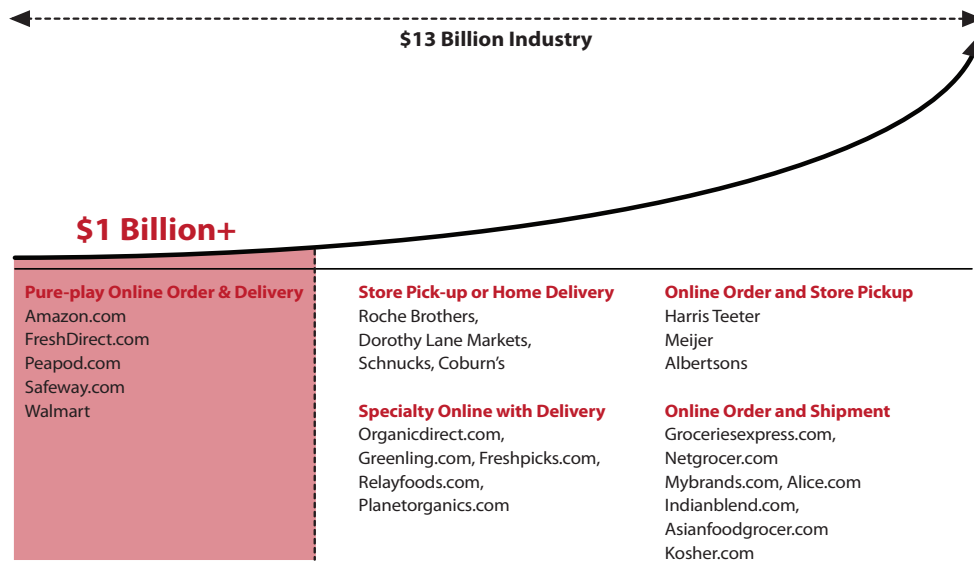 $13 Billion Industry
$1 Billion+
Pure-play Online Order & Delivery
Amazon.com
FreshDirect.com
Peapod.com
Safeway.com
Walmart
Store Pick-up or Home Delivery
Roche Brothers,
Dorothy Lane Markets,
Schnucks, Coburn’s
Specialty Online with Delivery
Organicdirect.com,
Greenling.com, Freshpicks.com,
Relayfoods.com,
Planetorganics.com
Online Order and Store Pickup
Harris Teeter
Meijer
Albertsons
Online Order and Shipment
Groceriesexpress.com,
Netgrocer.com
Mybrands.com, Alice.com
Indianblend.com,
Asianfoodgrocer.com
Kosher.com